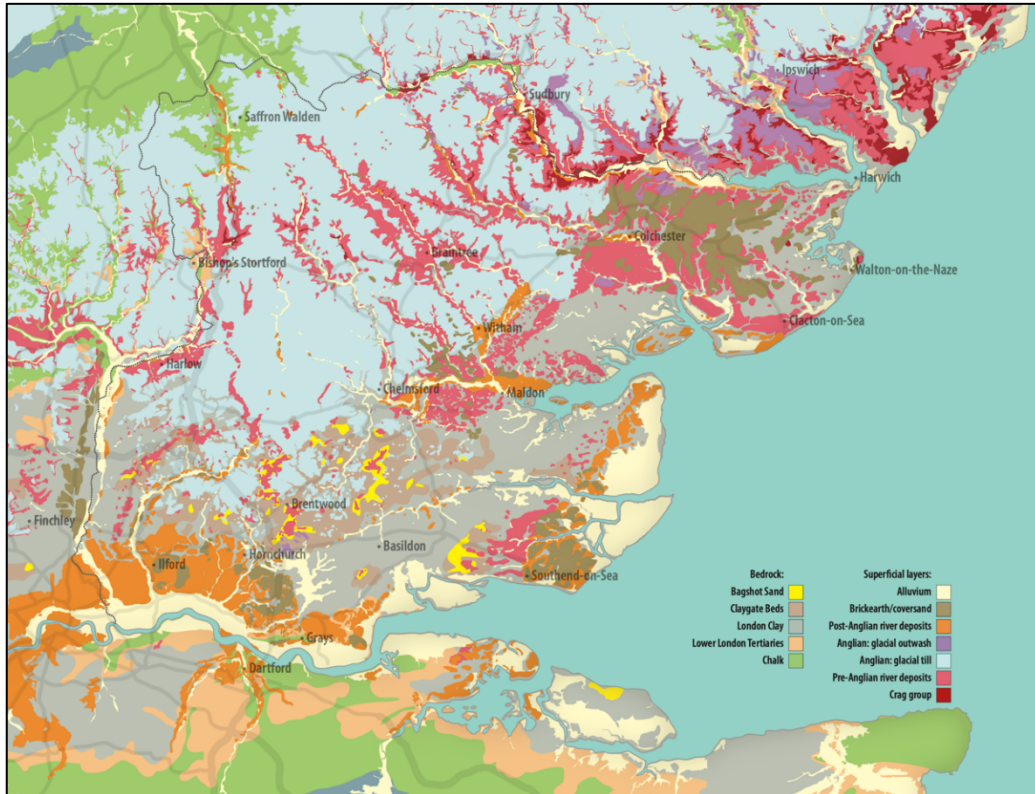 Ipswich
Sudbury
Saffron Walden
Harwich
Colchester
Braintree
Bishop's Stortford
Walton-on-the-Naze
Clacton-on-Sea
Witham
Harlow
Chelmsford
Maldon
Brentwood
Finchley
Basildon
Hornchurch
Ilford
Southend-on-Sea
Grays
Dartford
Bedrock:
Bagshot Sand
Claygate Beds
London Clay
Lower London Tertiaries
Chalk
Superficial layers:
Alluvium
Brickearth/coversand
Post-Anglian river deposits
Anglian: glacial outwash
Anglian: glacial till
Pre-Anglian river deposits
Crag group